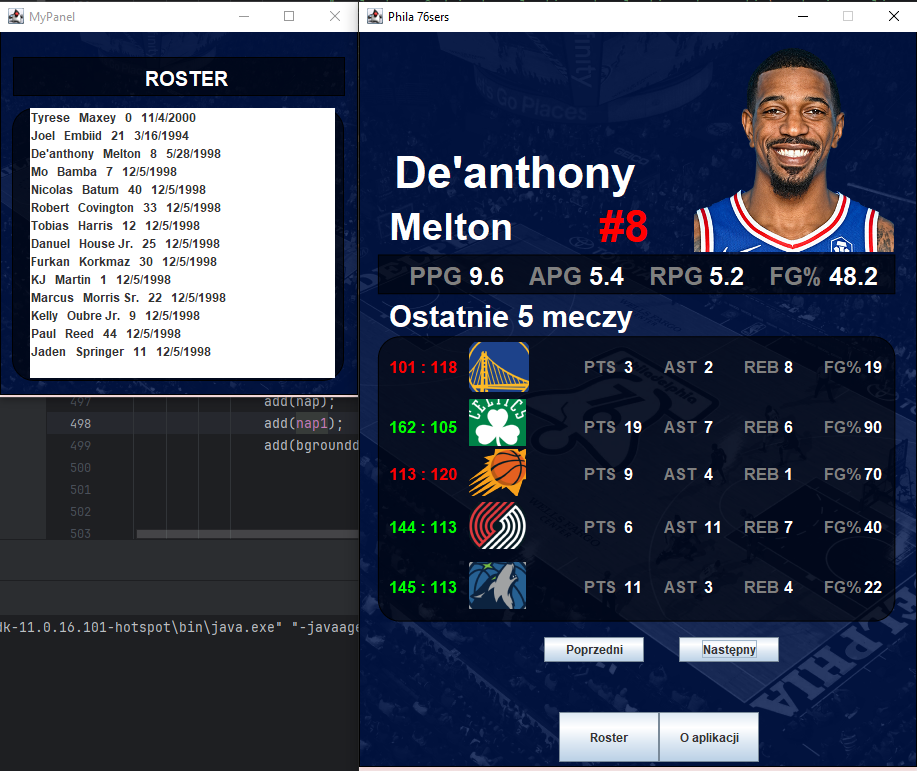 MyPanel
ROSTER
Tyrese Maxey 0 11/4/2000
Joel Embiid 21 3/16/1994
De'anthony Melton 8 5/28/1998
Mo Bamba 7 12/5/1998
Nicolas Batum 40 12/5/1998
Robert Covington 33 12/5/1998
Tobias Harris 12 12/5/1998
Danuel House Jr. 25 12/5/1998
Furkan Korkmaz 30 12/5/1998
KJ Martin 1 12/5/1998
Marcus Morris Sr. 22 12/5/1998
Kelly Oubre Jr. 9 12/5/1998
Paul Reed 44 12/5/1998
Jaden Springer 11 12/5/1998
497 add(nap);
498 add(nap1);
499 add(bgroundd
500
501
502
503
dk-11.0.16.101-hotspot\bin\java.exe" "-javaage
Phila 76sers
De'anthony
Melton #8
PPG 9.6 APG 5.4 RPG 5.2 FG% 48.2
Ostatnie 5 meczy
101 : 118 PTS 3 AST 2 REB 8 FG% 19
CELTICS
162 : 105 PTS 19 AST 7 REB 6 FG% 90
113 : 120 PTS 9 AST 4 REB 1 FG% 70
144 : 113 PTS 6 AST 11 REB 7 FG% 40
145 : 113 PTS 11 AST 3 REB 4 FG% 22
Poprzedni Następny
Roster O aplikacji